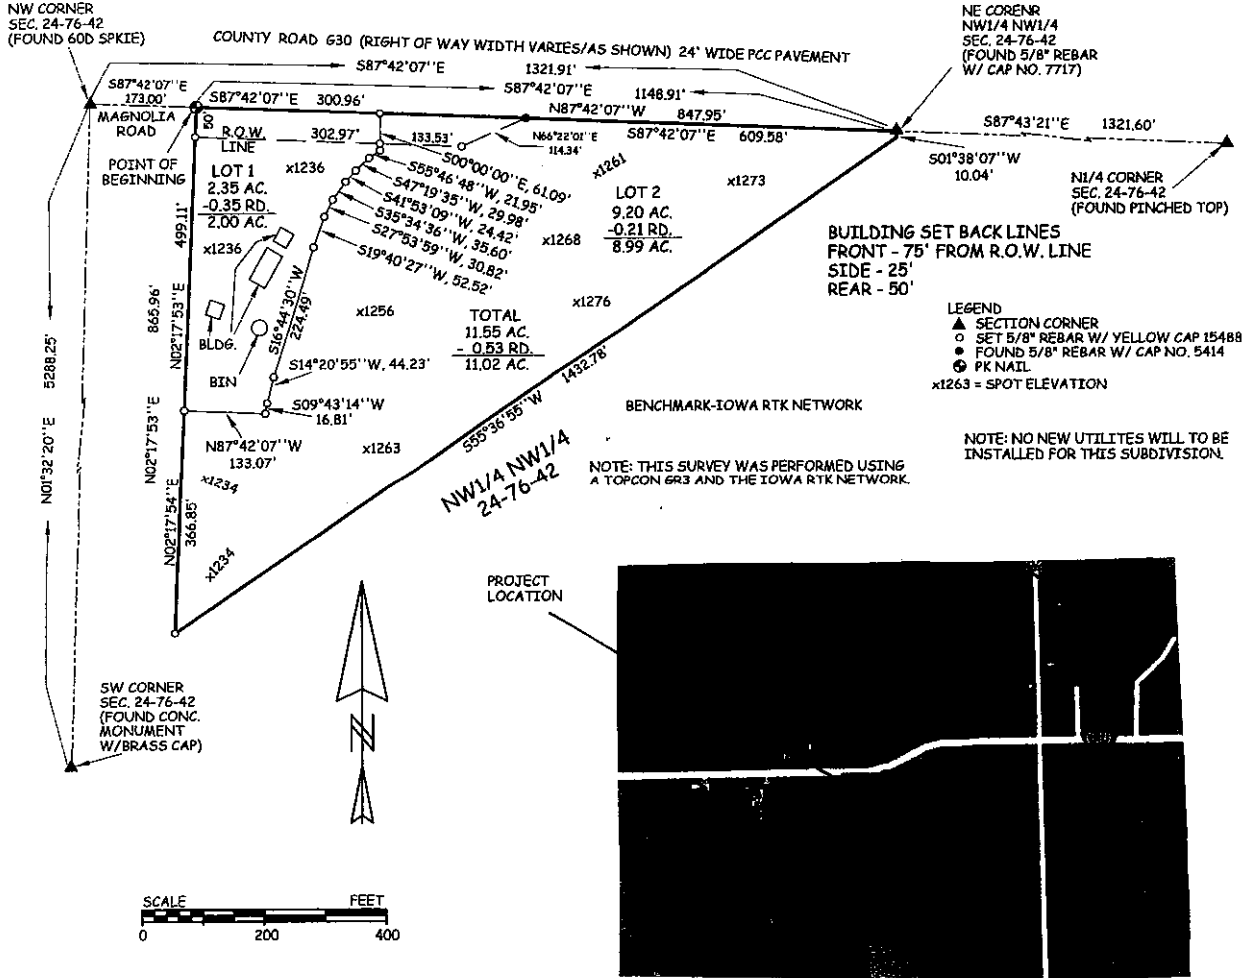 NW CORNER
SEC. 24-76-42
(FOUND 60D SPKIE)
COUNTY ROAD G30 (RIGHT OF WAY WIDTH VARIES/AS SHOWN) 24' WIDE PCC PAVEMENT
NE CORENR
NW1/4 NW1/4
SEC. 24-76-42
(FOUND 5/8" REBAR
W/ CAP NO. 7717)
S87°42'07''E 1321.91'
S87°42'07''E 1148.91'
S87°42'07''E
173.00'
S87°42'07''E 300.96'
N87°42'07''W 847.95'
S87°43'21''E 1321.60'
MAGNOLIA
ROAD
50'
R.O.W.
LINE
302.97'
133.53'
N66°22'01''E
114.34'
S87°42'07''E 609.58'
S01°38'07''W
10.04'
N1/4 CORNER
SEC. 24-76-42
(FOUND PINCHED TOP)
POINT OF
BEGINNING
LOT 1
2.35 AC.
-0.35 RD.
2.00 AC.
x1236
x1236
S00°00'00''E, 61.09'
S55°46'48''W, 21.95'
S47°19'35''W, 29.98'
S41°53'09''W, 24.42'
S35°34'36''W, 35.60'
S27°53'59''W, 30.82'
S19°40'27''W, 52.52'
x1261
x1273
LOT 2
9.20 AC.
-0.21 RD.
8.99 AC.
x1268
BUILDING SET BACK LINES
FRONT - 75' FROM R.O.W. LINE
SIDE - 25'
REAR - 50'
499.11'
N02°17'53''E
865.96'
N02°17'53''E
S16°44'30''W
224.49'
x1256
x1276
TOTAL
11.55 AC.
- 0.53 RD.
11.02 AC.
BLDG.
BIN
S14°20'55''W, 44.23'
S09°43'14''W
16.81'
N87°42'07''W
133.07'
x1263
x1234
x1234
N02°17'54''E
366.85'
N01°32'20''E 5288.25'
1432.78'
S55°36'55''W
NW1/4 NW1/4
24-76-42
LEGEND
SECTION CORNER
SET 5/8" REBAR W/ YELLOW CAP 15488
FOUND 5/8" REBAR W/ CAP NO. 5414
PK NAIL
x1263 = SPOT ELEVATION
BENCHMARK-IOWA RTK NETWORK
NOTE: NO NEW UTILITES WILL TO BE
INSTALLED FOR THIS SUBDIVISION.
NOTE: THIS SURVEY WAS PERFORMED USING
A TOPCON GR3 AND THE IOWA RTK NETWORK.
PROJECT
LOCATION
SW CORNER
SEC. 24-76-42
(FOUND CONC.
MONUMENT
W/BRASS CAP)
N
SCALE FEET
0 200 400